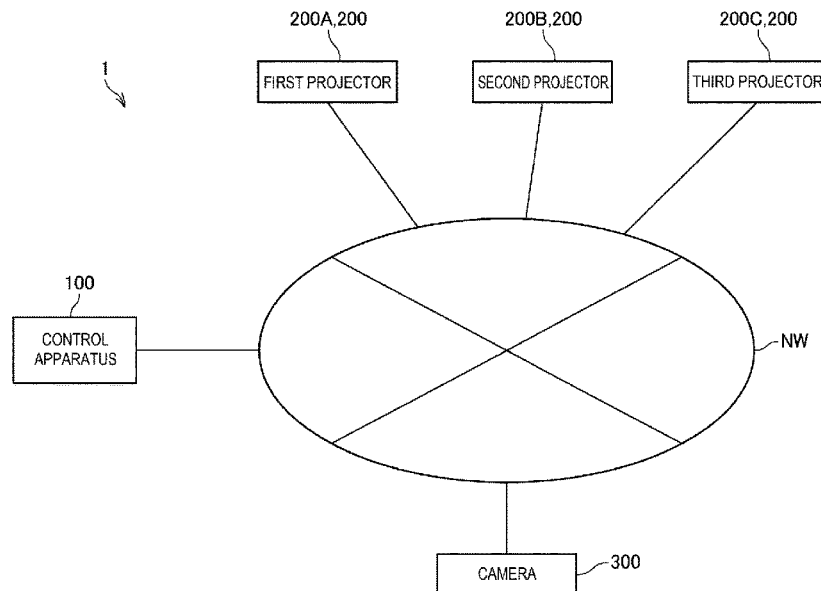 200A,200
200B,200
200C,200
1
FIRST PROJECTOR
SECOND PROJECTOR
THIRD PROJECTOR
100
CONTROL
APPARATUS
NW
CAMERA
300